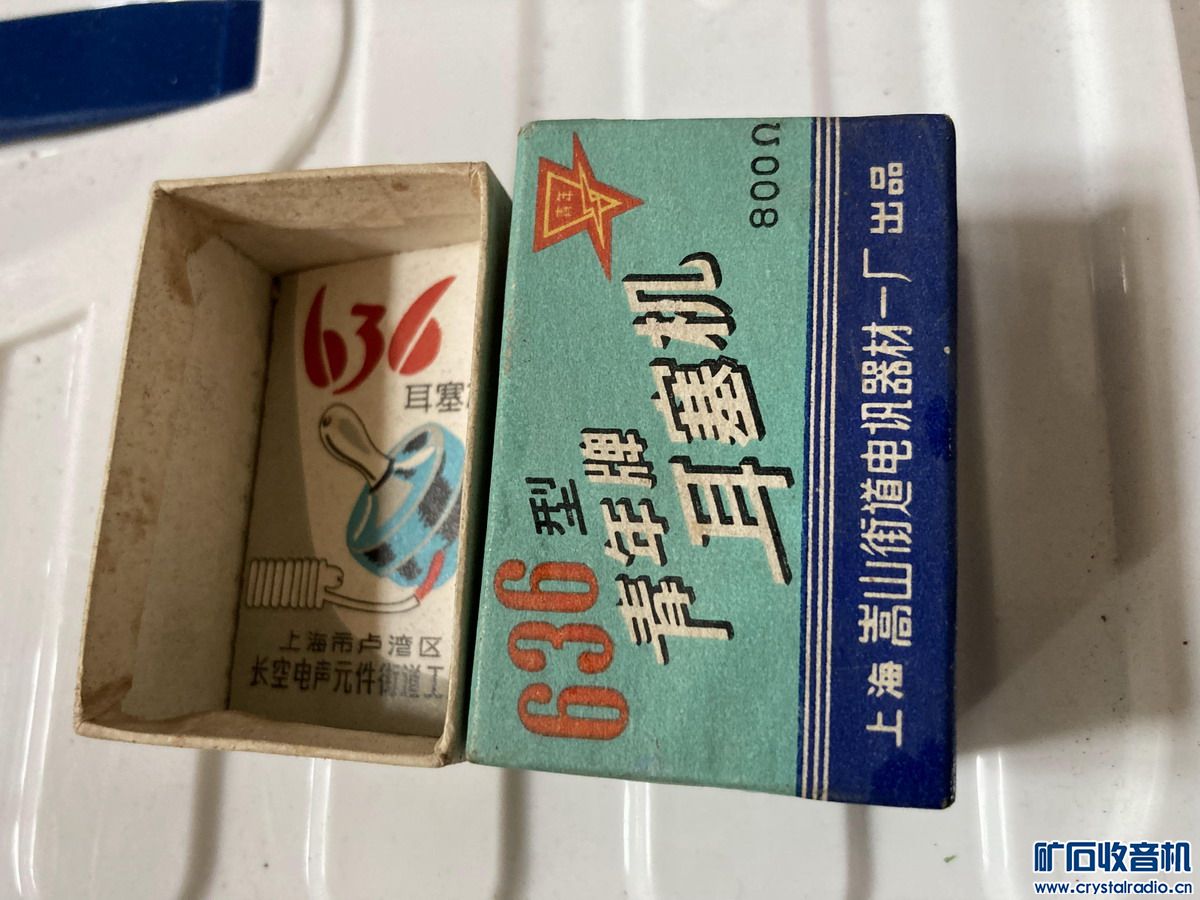 636
耳塞
上海市卢湾区
长空电声元件街道工
青年
800Ω
636型
青年牌
耳塞机
上海嵩山街道电讯器材一厂出品
矿石收音机
www.crystalradio.cn